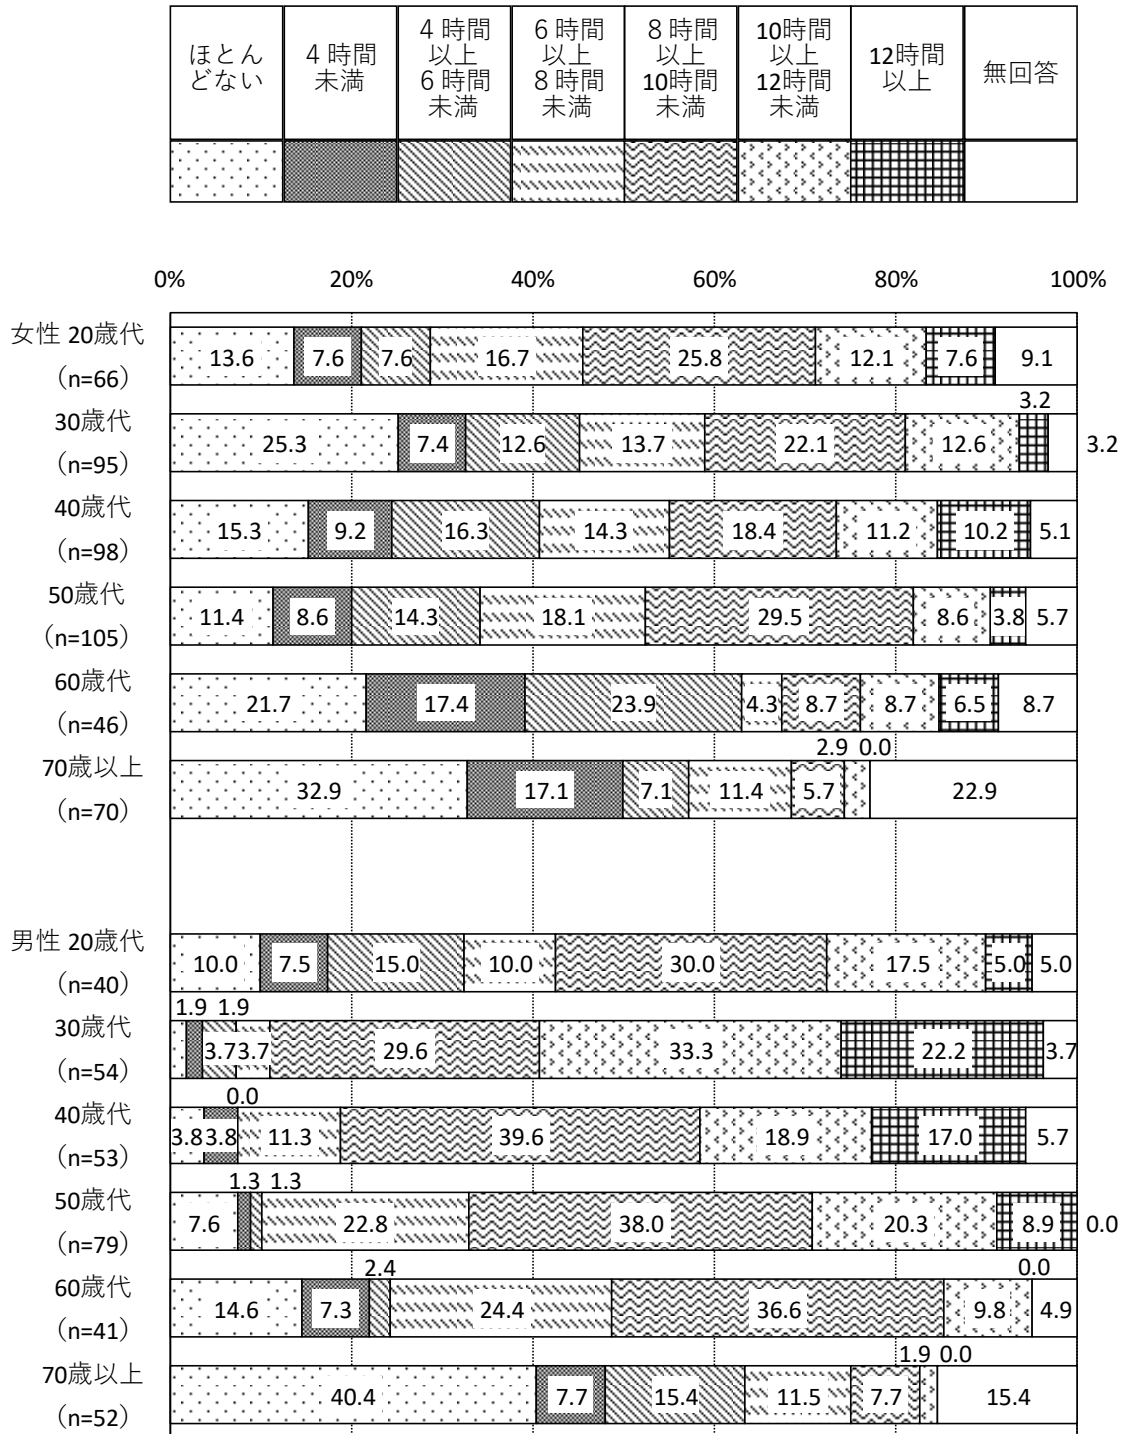 ほとんどない
４時間未満
４時間以上６時間未満
６時間以上８時間未満
８時間以上10時間未満
10時間以上12時間未満
12時間以上
無回答
0% 20% 40% 60% 80% 100%
女性 20歳代
（n=66）
13.6 7.6 7.6 16.7 25.8 12.1 7.6 9.1
30歳代
（n=95）
25.3 7.4 12.6 13.7 22.1 12.6 3.2 3.2
40歳代
（n=98）
15.3 9.2 16.3 14.3 18.4 11.2 10.2 5.1
50歳代
（n=105）
11.4 8.6 14.3 18.1 29.5 8.6 3.8 5.7
60歳代
（n=46）
21.7 17.4 23.9 4.3 8.7 8.7 6.5 8.7
70歳以上
（n=70）
32.9 17.1 7.1 11.4 5.7 2.9 0.0 22.9
男性 20歳代
（n=40）
10.0 7.5 15.0 10.0 30.0 17.5 5.0 5.0
30歳代
（n=54）
1.9 1.9 3.7 3.7 29.6 33.3 22.2 3.7
40歳代
（n=53）
3.8 3.8 0.0 11.3 39.6 18.9 17.0 5.7
50歳代
（n=79）
7.6 1.3 1.3 22.8 38.0 20.3 8.9 0.0
60歳代
（n=41）
14.6 7.3 2.4 24.4 36.6 9.8 0.0 4.9
70歳以上
（n=52）
40.4 7.7 15.4 11.5 7.7 1.9 0.0 15.4